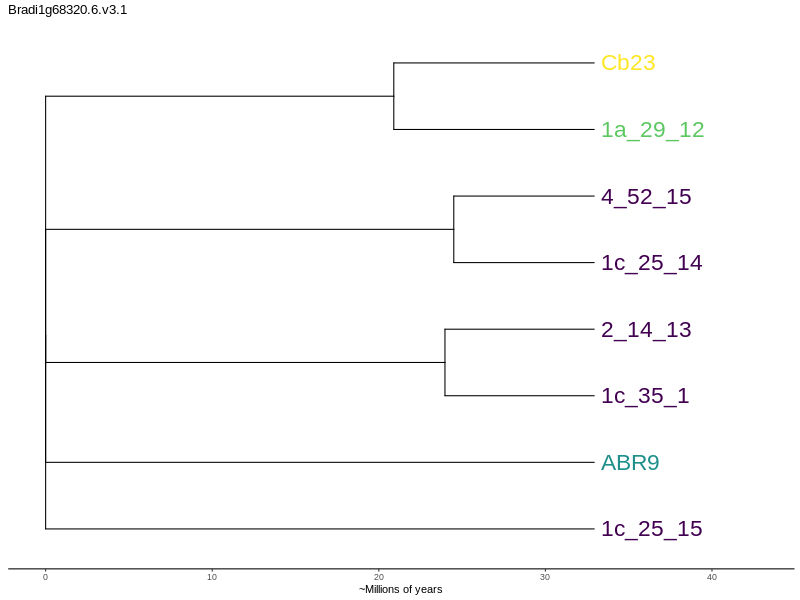 Bradi1g68320.6.v3.1
Cb23
1a_29_12
4_52_15
1c_25_14
2_14_13
1c_35_1
ABR9
1c_25_15
0 10 20 30 40
~Millions of years